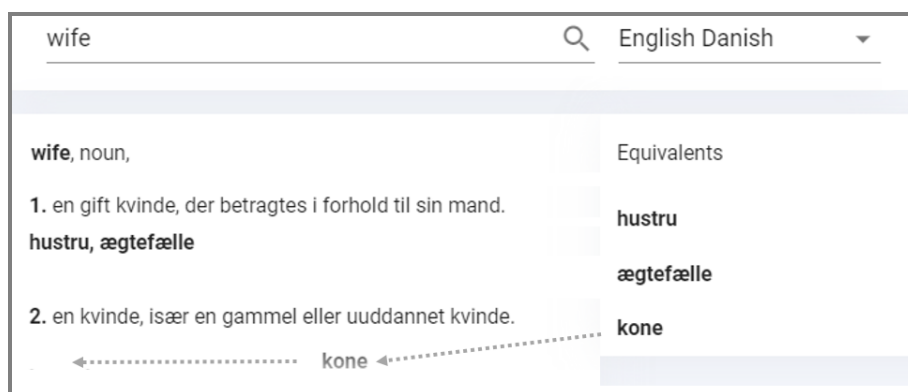 wife
English Danish
wife, noun,
1. en gift kvinde, der betragtes i forhold til sin mand.
hustru, ægtefælle
2. en kvinde, især en gammel eller uuddannet kvinde.
kone
Equivalents
hustru
ægtefælle
kone